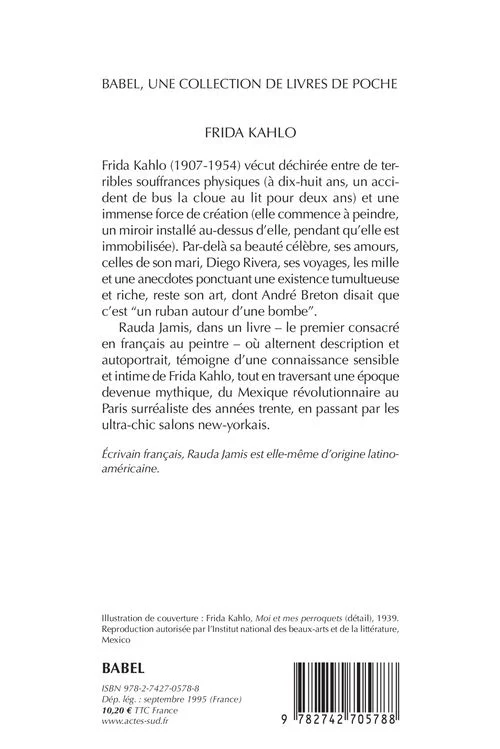 BABEL, UNE COLLECTION DE LIVRES DE POCHE
FRIDA KAHLO
Frida Kahlo (1907-1954) vécut déchirée entre de ter-
ribles souffrances physiques (à dix-huit ans, un acci-
dent de bus la cloue au lit pour deux ans) et une
immense force de création (elle commence à peindre,
un miroir installé au-dessus d’elle, pendant qu’elle est
immobilisée). Par-delà sa beauté célèbre, ses amours,
celles de son mari, Diego Rivera, ses voyages, les mille
et une anecdotes ponctuant une existence tumultueuse
et riche, reste son art, dont André Breton disait que
c’est “un ruban autour d’une bombe”.
Rauda Jamis, dans un livre – le premier consacré
en français au peintre – où alternent description et
autoportrait, témoigne d’une connaissance sensible
et intime de Frida Kahlo, tout en traversant une époque
devenue mythique, du Mexique révolutionnaire au
Paris surréaliste des années trente, en passant par les
ultra-chic salons new-yorkais.
Écrivain français, Rauda Jamis est elle-même d’origine latino-
américaine.
Illustration de couverture : Frida Kahlo, Moi et mes perroquets (détail), 1939.
Reproduction autorisée par l’Institut national des beaux-arts et de la littérature,
Mexico
BABEL
ISBN 978-2-7427-0578-8
Dép. lég. : septembre 1995 (France)
10,20 € TTC France
www.actes-sud.fr
9 782742 705788